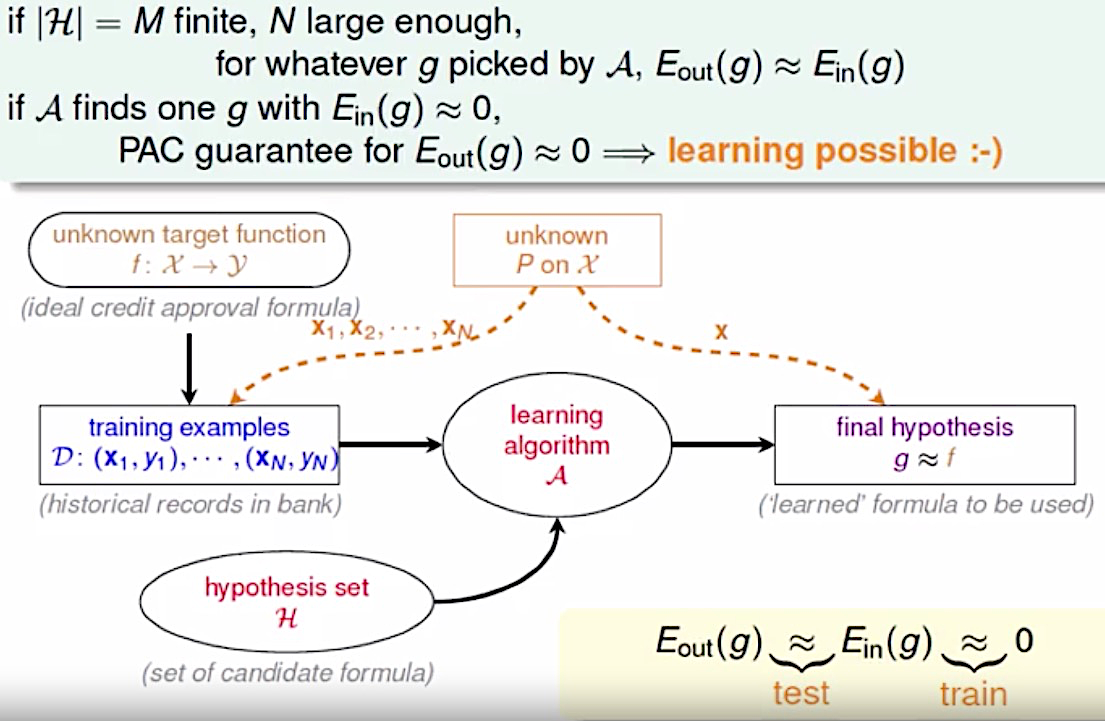 if |ℋ| = M finite, N large enough,
for whatever g picked by 𝒜, E_out(g) ≈ E_in(g)
if 𝒜 finds one g with E_in(g) ≈ 0,
PAC guarantee for E_out(g) ≈ 0 ⟹ learning possible :-)
unknown target function
f: 𝒳 → 𝒴
(ideal credit approval formula)
unknown
P on 𝒳
x₁, x₂, ⋯ , x_N
x
training examples
𝒟: (x₁, y₁), ⋯ , (x_N, y_N)
(historical records in bank)
learning
algorithm
𝒜
final hypothesis
g ≈ f
('learned' formula to be used)
hypothesis set
ℋ
(set of candidate formula)
E_out(g) ≈ E_in(g) ≈ 0
test train